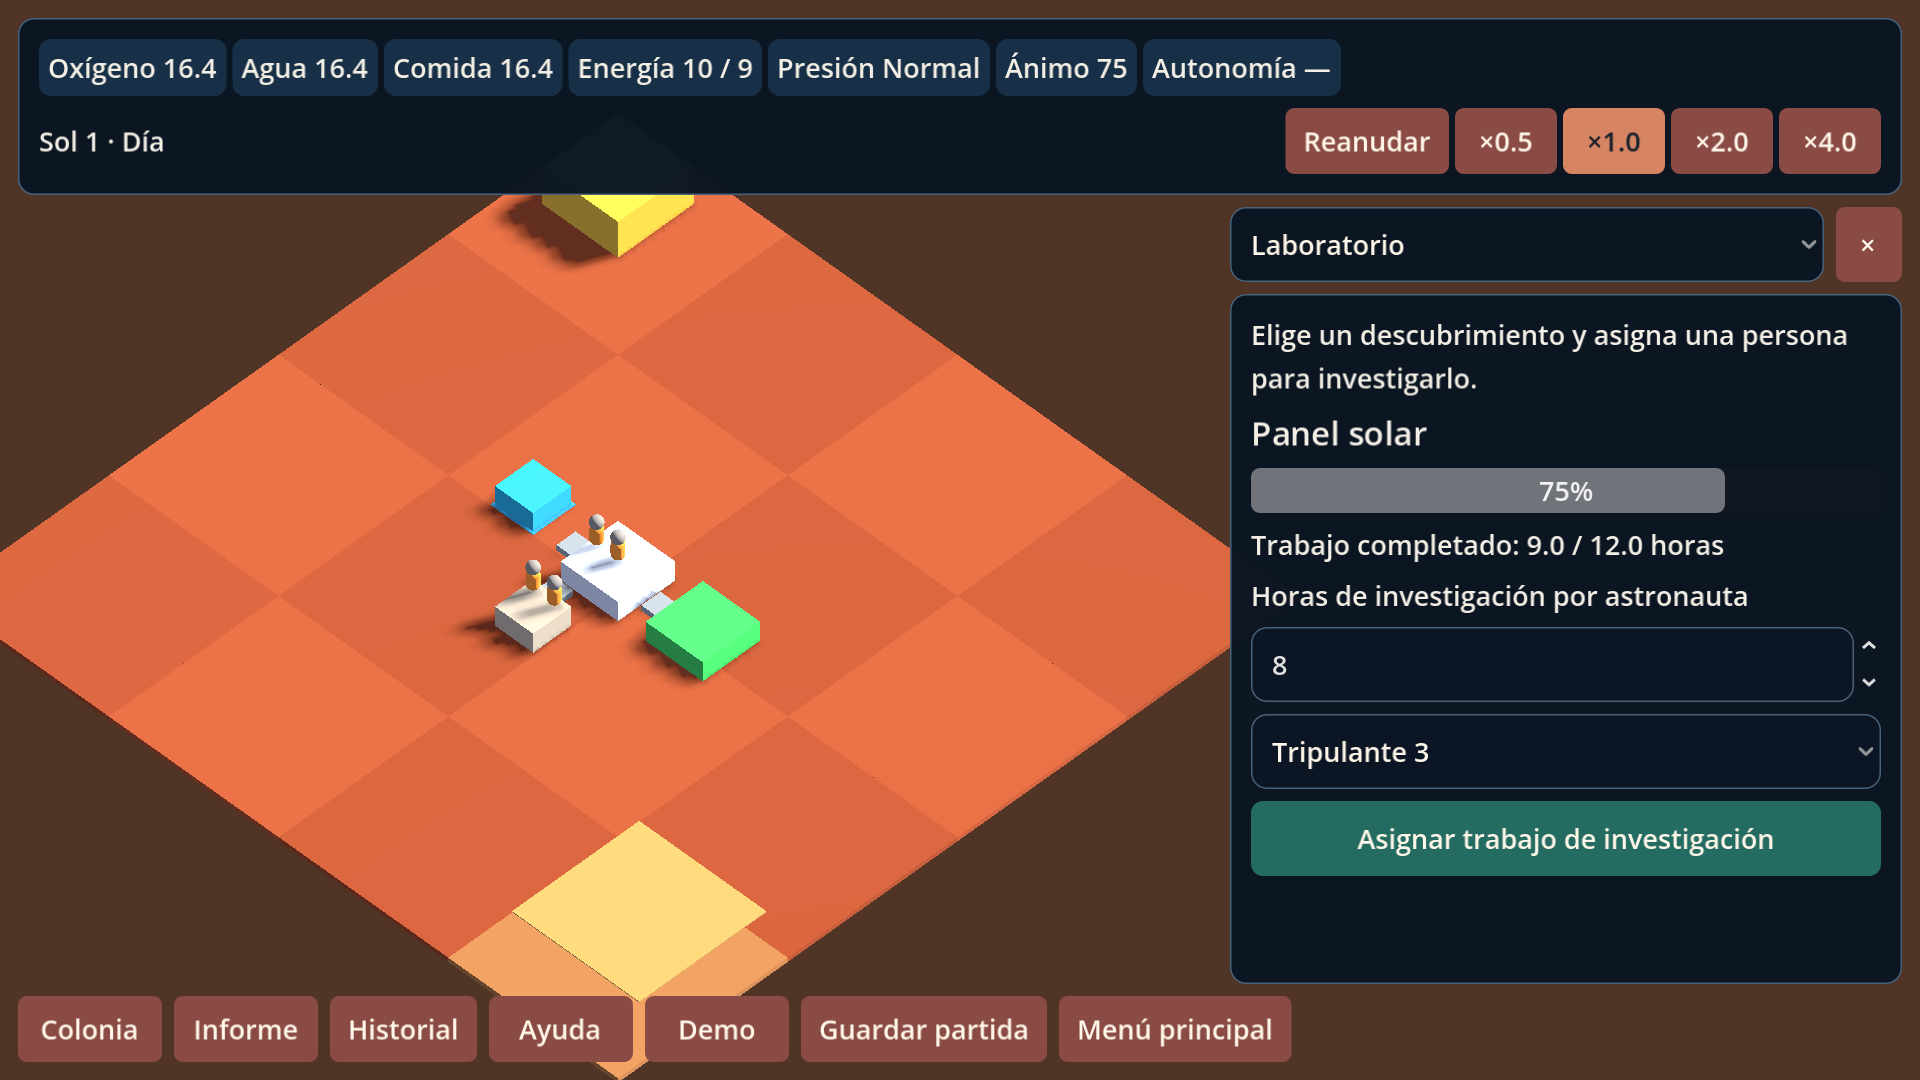 Oxígeno 16.4 Agua 16.4 Comida 16.4 Energía 10 / 9 Presión Normal Ánimo 75 Autonomía —
Sol 1 · Día
Reanudar ×0.5 ×1.0 ×2.0 ×4.0
Laboratorio ×
Elige un descubrimiento y asigna una persona
para investigarlo.
Panel solar
75%
Trabajo completado: 9.0 / 12.0 horas
Horas de investigación por astronauta
8
Tripulante 3
Asignar trabajo de investigación
Colonia Informe Historial Ayuda Demo Guardar partida Menú principal